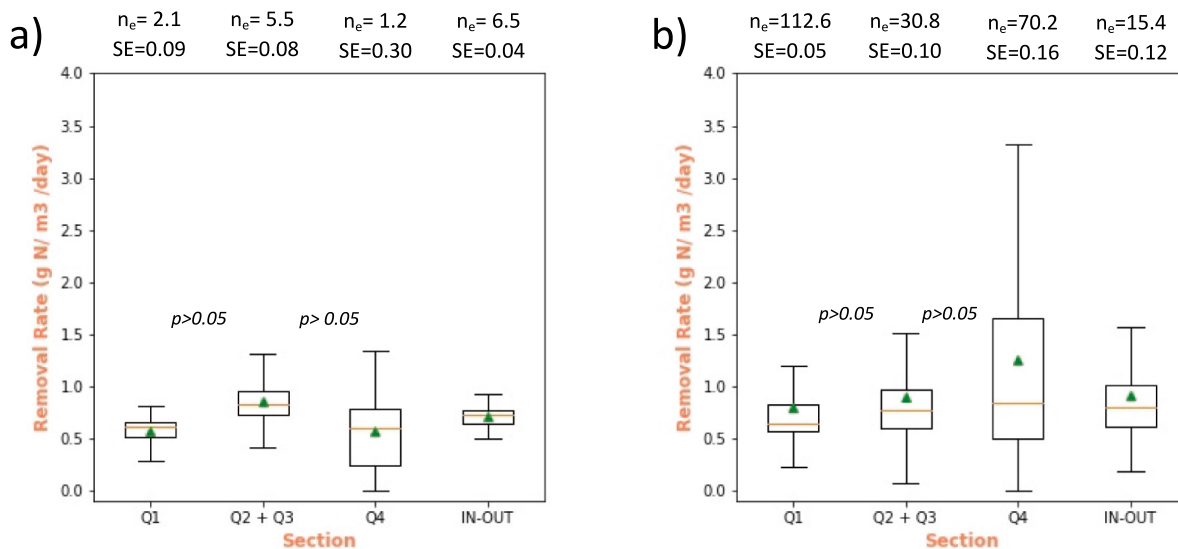 a)
nₑ= 2.1 nₑ= 5.5 nₑ= 1.2 nₑ= 6.5
SE=0.09 SE=0.08 SE=0.30 SE=0.04
4.0
3.5
3.0
2.5
2.0
1.5
1.0
0.5
0.0
Removal Rate (g N/ m3 /day)
p>0.05 p> 0.05
Q1 Q2 + Q3 Q4 IN-OUT
Section
b)
nₑ=112.6 nₑ=30.8 nₑ=70.2 nₑ=15.4
SE=0.05 SE=0.10 SE=0.16 SE=0.12
4.0
3.5
3.0
2.5
2.0
1.5
1.0
0.5
0.0
Removal Rate (g N/ m3 /day)
p>0.05 p>0.05
Q1 Q2 + Q3 Q4 IN-OUT
Section